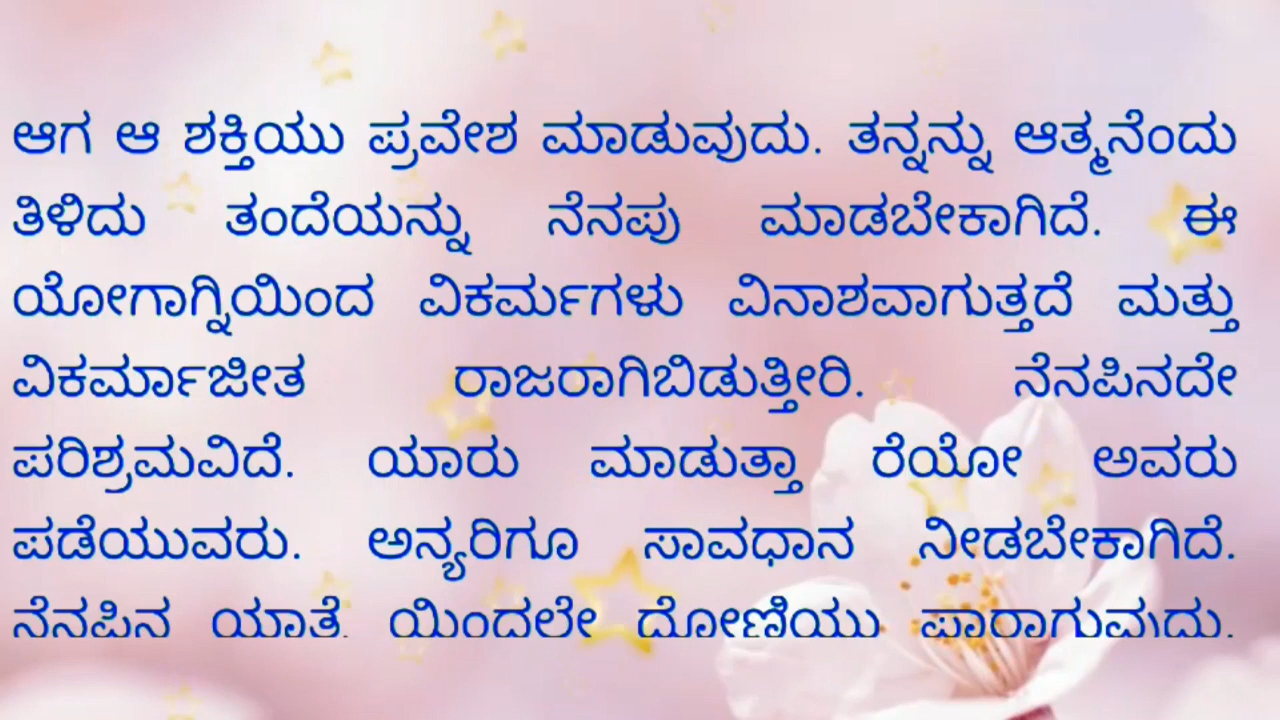 ಆಗ ಆ ಶಕ್ತಿಯು ಪ್ರವೇಶ ಮಾಡುವುದು. ತನ್ನನ್ನು ಆತ್ಮನೆಂದು
ತಿಳಿದು ತಂದೆಯನ್ನು ನೆನಪು ಮಾಡಬೇಕಾಗಿದೆ. ಈ
ಯೋಗಾಗ್ನಿಯಿಂದ ವಿಕರ್ಮಗಳು ವಿನಾಶವಾಗುತ್ತದೆ ಮತ್ತು
ವಿಕರ್ಮಾಜೀತ ರಾಜರಾಗಿಬಿಡುತ್ತೀರಿ. ನೆನಪಿನದೇ
ಪರಿಶ್ರಮವಿದೆ. ಯಾರು ಮಾಡುತ್ತಾ ರೆಯೋ ಅವರು
ಪಡೆಯುವರು. ಅನ್ಯರಿಗೂ ಸಾವಧಾನ ನೀಡಬೇಕಾಗಿದೆ.
ನೆನಪಿನ ಯಾತ್ರೆ ಯಿಂದಲೇ ದೋಣಿಯು ಪಾರಾಗುವುದು.